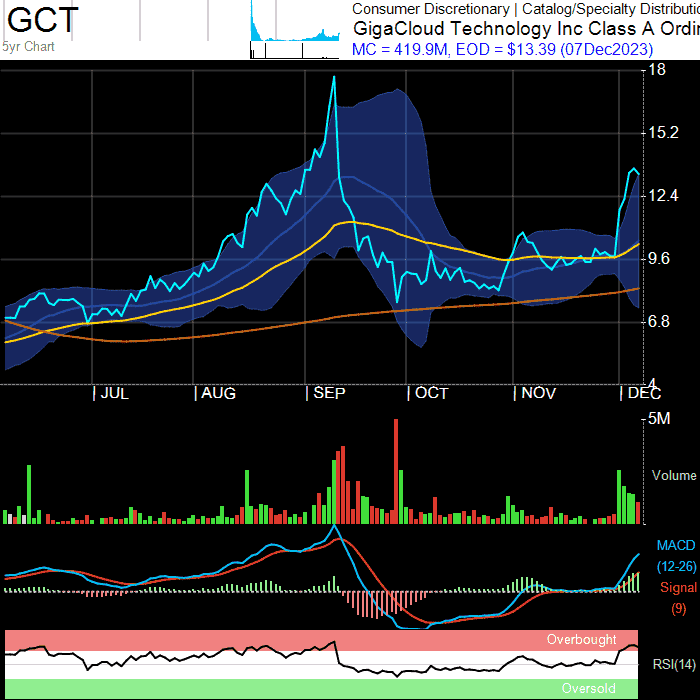 GCT
5yr Chart
Consumer Discretionary | Catalog/Specialty Distributio
GigaCloud Technology Inc Class A Ordin
MC = 419.9M, EOD = $13.39 (07Dec2023)
18
15.2
12.4
9.6
6.8
4
JUL
AUG
SEP
OCT
NOV
DEC
5M
Volume
MACD
(12-26)
Signal
(9)
Overbought
RSI(14)
Oversold